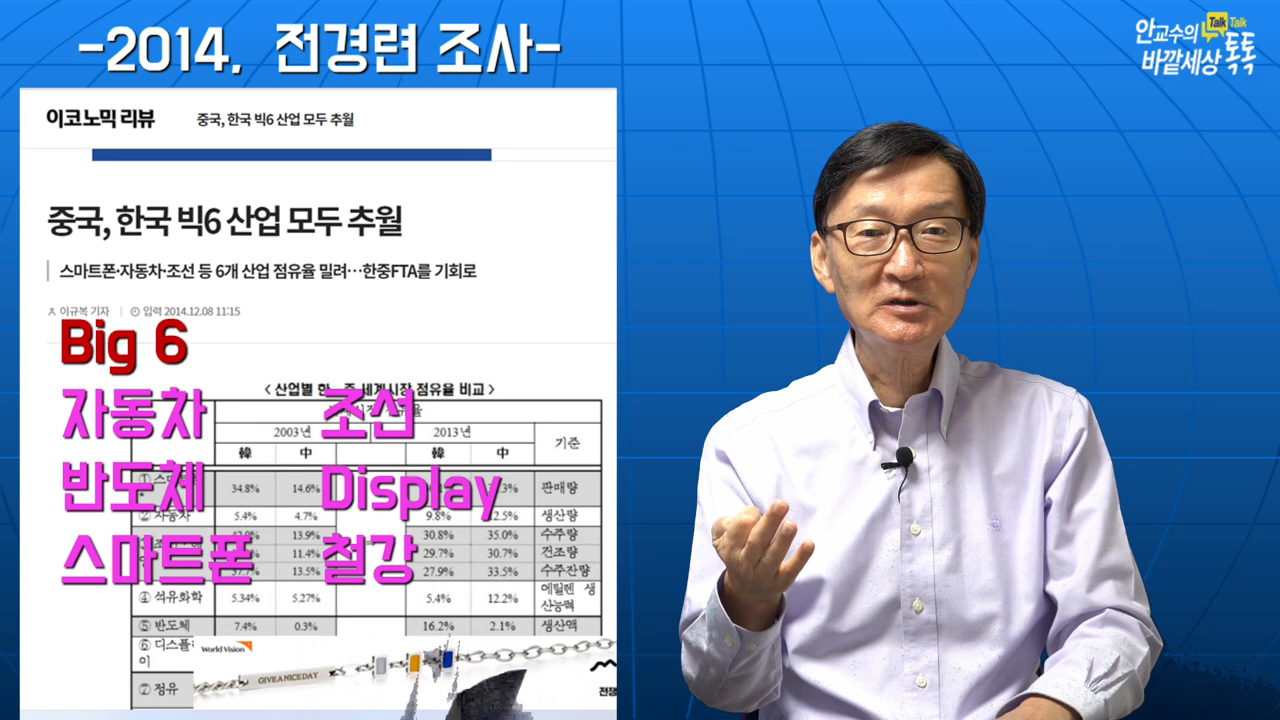 -2014. 전경련 조사-
안교수의
Talk Talk
바깥세상 톡톡
이코노믹 리뷰 중국, 한국 빅6 산업 모두 추월
중국, 한국 빅6 산업 모두 추월
스마트폰·자동차·조선 등 6개 산업 점유율 밀려…한중FTA를 기회로
이규복 기자 입력 2014.12.08 11:15
Big 6
자동차 조선
반도체 Display
스마트폰 철강
< 산업별 한 중 세계시장 점유율 비교 >
2003년 2013년 기준
韓 中 韓 中
34.8% 14.6% 판매량
② 자동차 5.4% 4.7% 9.8% 생산량
13.9% 30.8% 35.0% 수주량
11.4% 29.7% 30.7% 건조량
13.5% 27.9% 33.5% 수주잔량
④ 석유화학 5.34% 5.27% 5.4% 12.2% 에틸렌 생
산능력
⑤ 반도체 7.4% 0.3% 16.2% 2.1% 생산액
⑥ 디스플
이
⑦ 정유
World Vision
GIVE A NICE DAY
전쟁